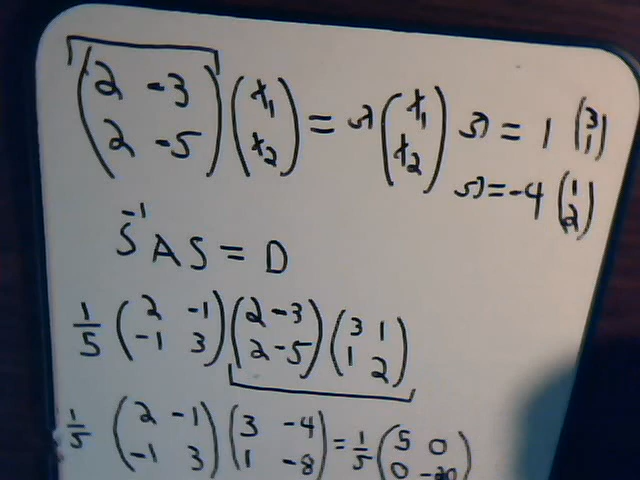 (2 -3; 2 -5) (x₁; x₂) = λ (x₁; x₂) λ = 1 (3; 1)
λ = -4 (1; 2)
S⁻¹AS = D
1/5 (2 -1; -1 3) (2 -3; 2 -5) (3 1; 1 2)
1/5 (2 -1; -1 3) (3 -4; 1 -8) = 1/5 (5 0; 0 -20)